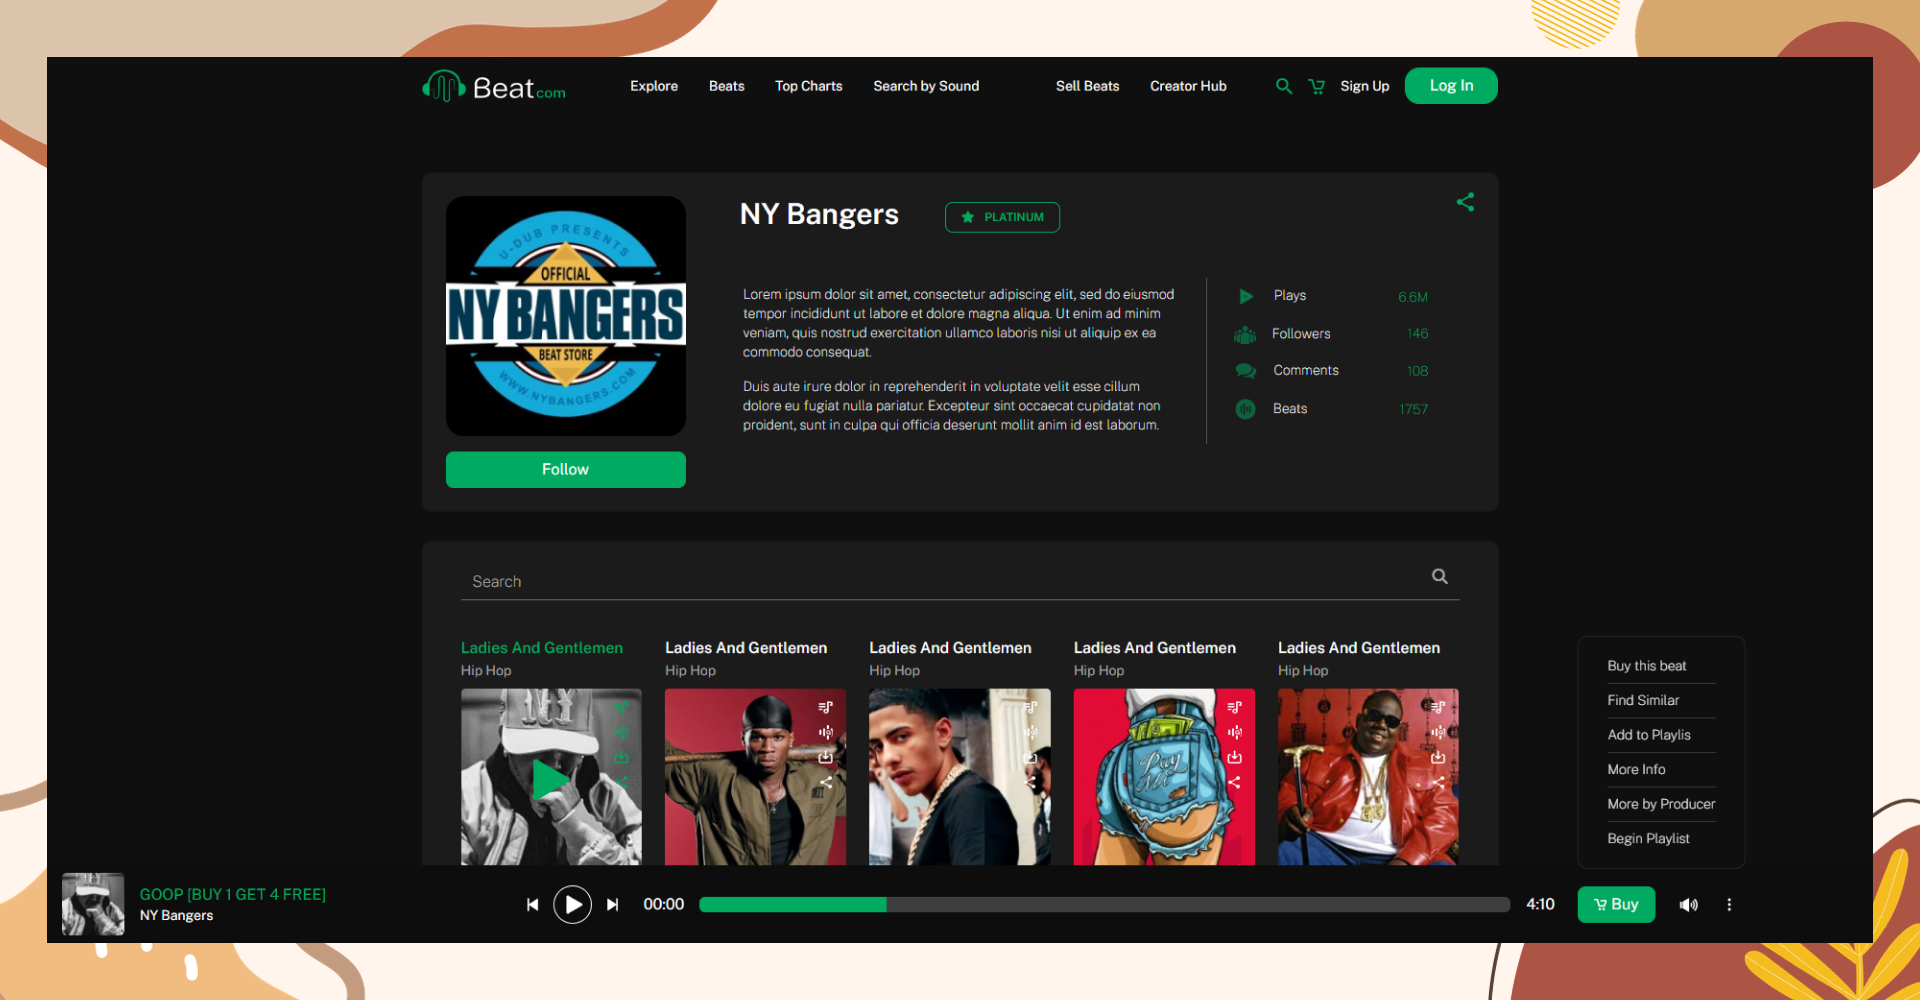 Beat.com
Explore
Beats
Top Charts
Search by Sound
Sell Beats
Creator Hub
Sign Up
Log In
U-DUB PRESENTS
OFFICIAL
NY BANGERS
BEAT STORE
WWW.NYBANGERS.COM
Follow
NY Bangers
PLATINUM
Lorem ipsum dolor sit amet, consectetur adipiscing elit, sed do eiusmod
tempor incididunt ut labore et dolore magna aliqua. Ut enim ad minim
veniam, quis nostrud exercitation ullamco laboris nisi ut aliquip ex ea
commodo consequat.
Duis aute irure dolor in reprehenderit in voluptate velit esse cillum
dolore eu fugiat nulla pariatur. Excepteur sint occaecat cupidatat non
proident, sunt in culpa qui officia deserunt mollit anim id est laborum.
Plays 6.6M
Followers 146
Comments 108
Beats 1757
Search
Ladies And Gentlemen
Hip Hop
Ladies And Gentlemen
Hip Hop
Ladies And Gentlemen
Hip Hop
Ladies And Gentlemen
Hip Hop
Pay
Me
Ladies And Gentlemen
Hip Hop
Buy this beat
Find Similar
Add to Playlis
More Info
More by Producer
Begin Playlist
GOOP [BUY 1 GET 4 FREE]
NY Bangers
00:00
4:10
Buy